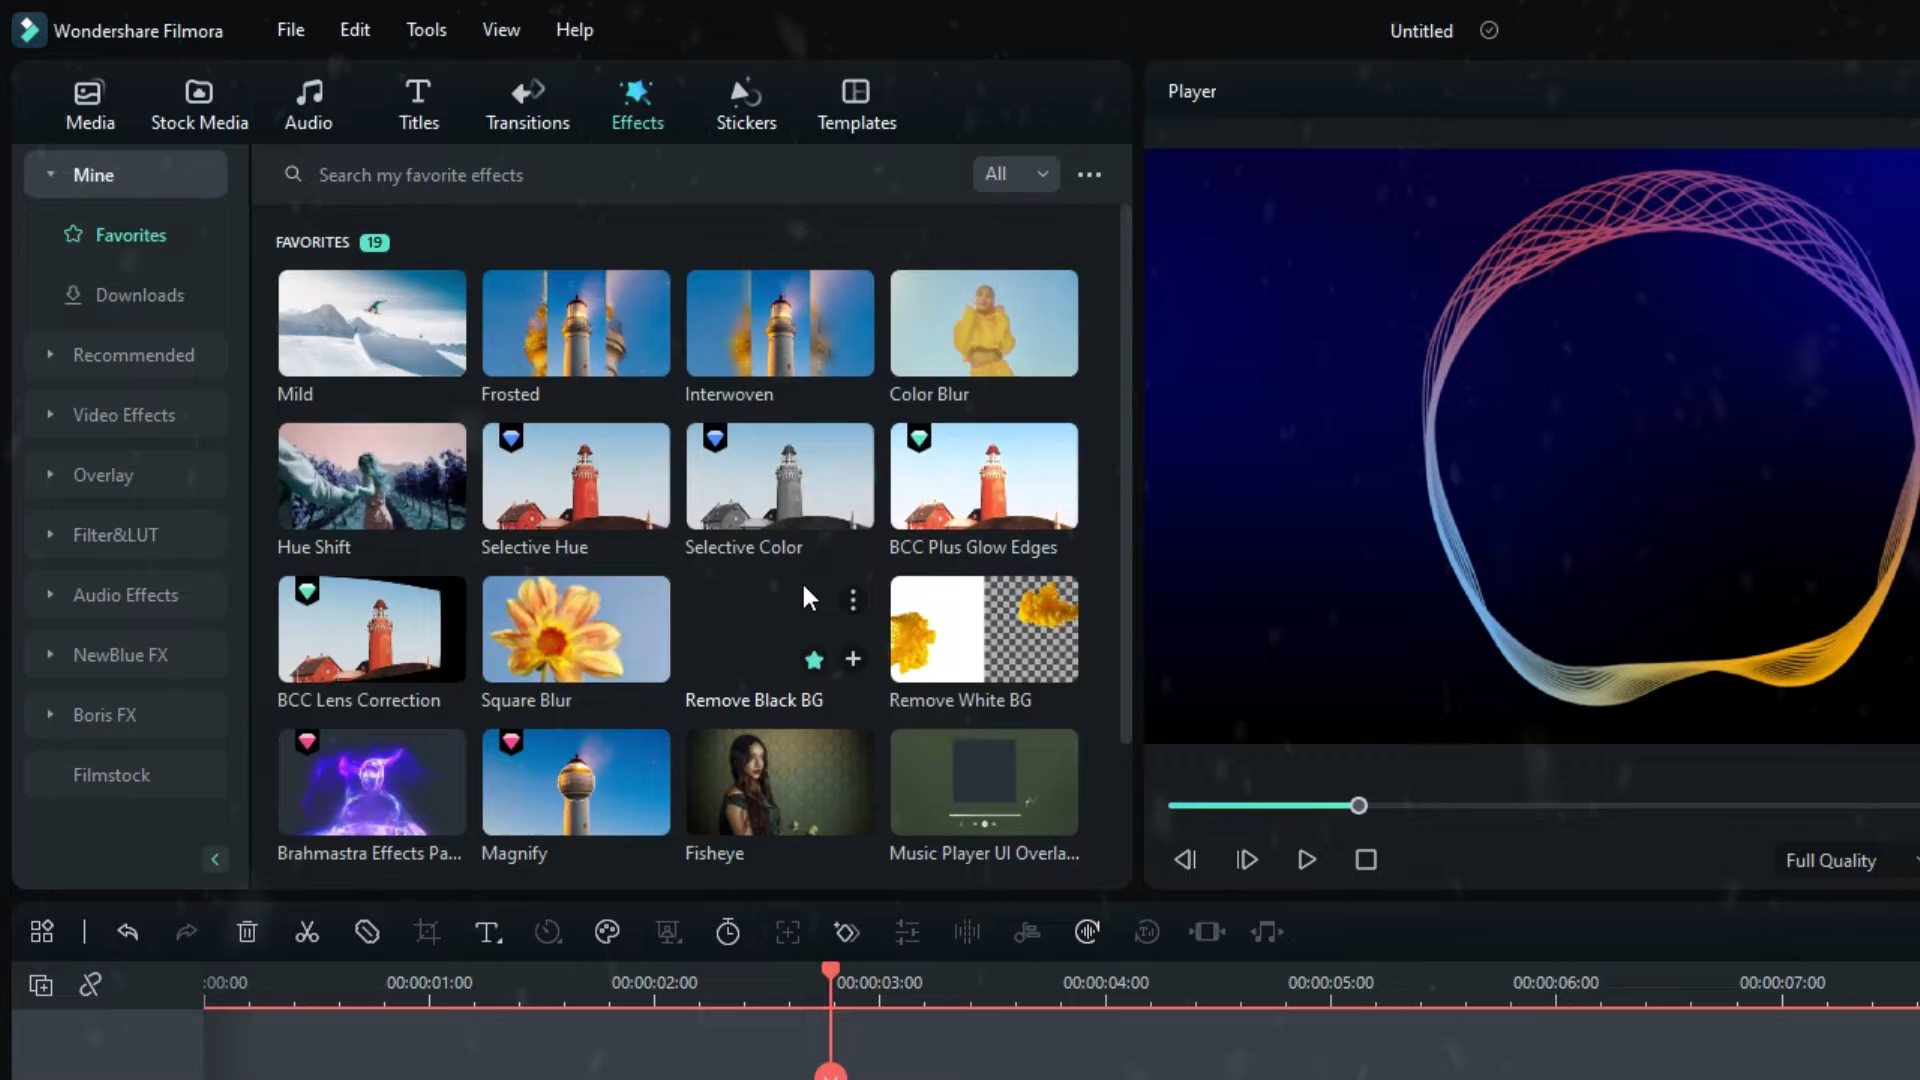 Wondershare Filmora
File
Edit
Tools
View
Help
Untitled
Media
Stock Media
Audio
Titles
Transitions
Effects
Stickers
Templates
Player
Mine
Search my favorite effects
All
Favorites
FAVORITES 19
Downloads
Recommended
Video Effects
Overlay
Filter&LUT
Audio Effects
NewBlue FX
Boris FX
Filmstock
Mild
Frosted
Interwoven
Color Blur
Hue Shift
Selective Hue
Selective Color
BCC Plus Glow Edges
BCC Lens Correction
Square Blur
Remove Black BG
Remove White BG
Brahmastra Effects Pa...
Magnify
Fisheye
Music Player UI Overla...
Full Quality
:00:00
00:00:01:00
00:00:02:00
00:00:03:00
00:00:04:00
00:00:05:00
00:00:06:00
00:00:07:00